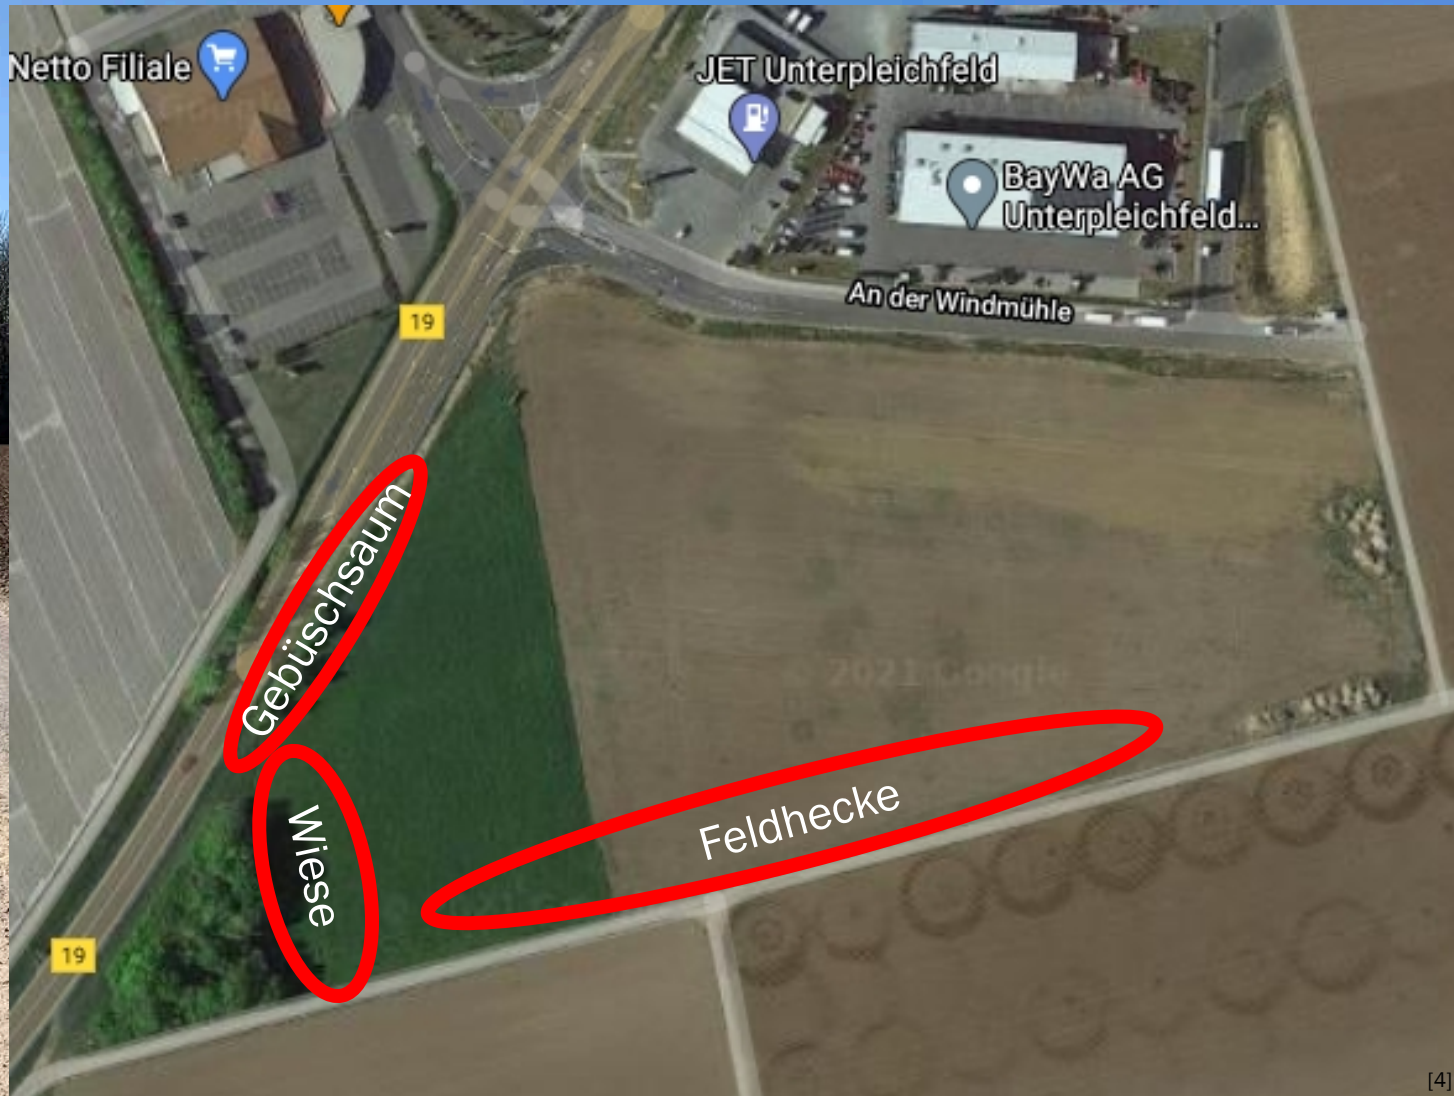 Netto Filiale
JET Unterpleichfeld
BayWa AG
Unterpleichfeld...
An der Windmühle
19
Gebüschsaum
2021 Google
Feldhecke
Wiese
19
[4]